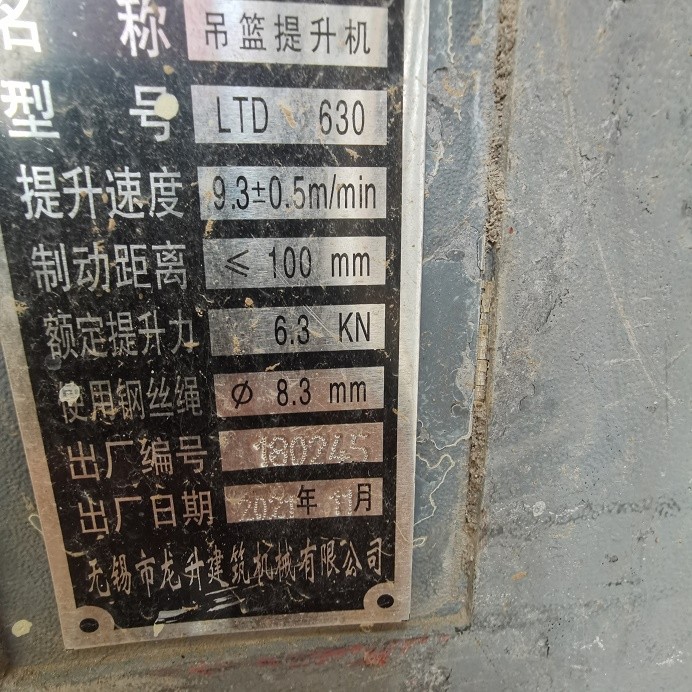 名称 吊篮提升机
型号 LTD 630
提升速度 9.3±0.5m/min
制动距离 ≤ 100 mm
额定提升力 6.3 KN
使用钢丝绳 Φ 8.3 mm
出厂编号 180245
出厂日期 2021年 11月
无锡市龙升建筑机械有限公司